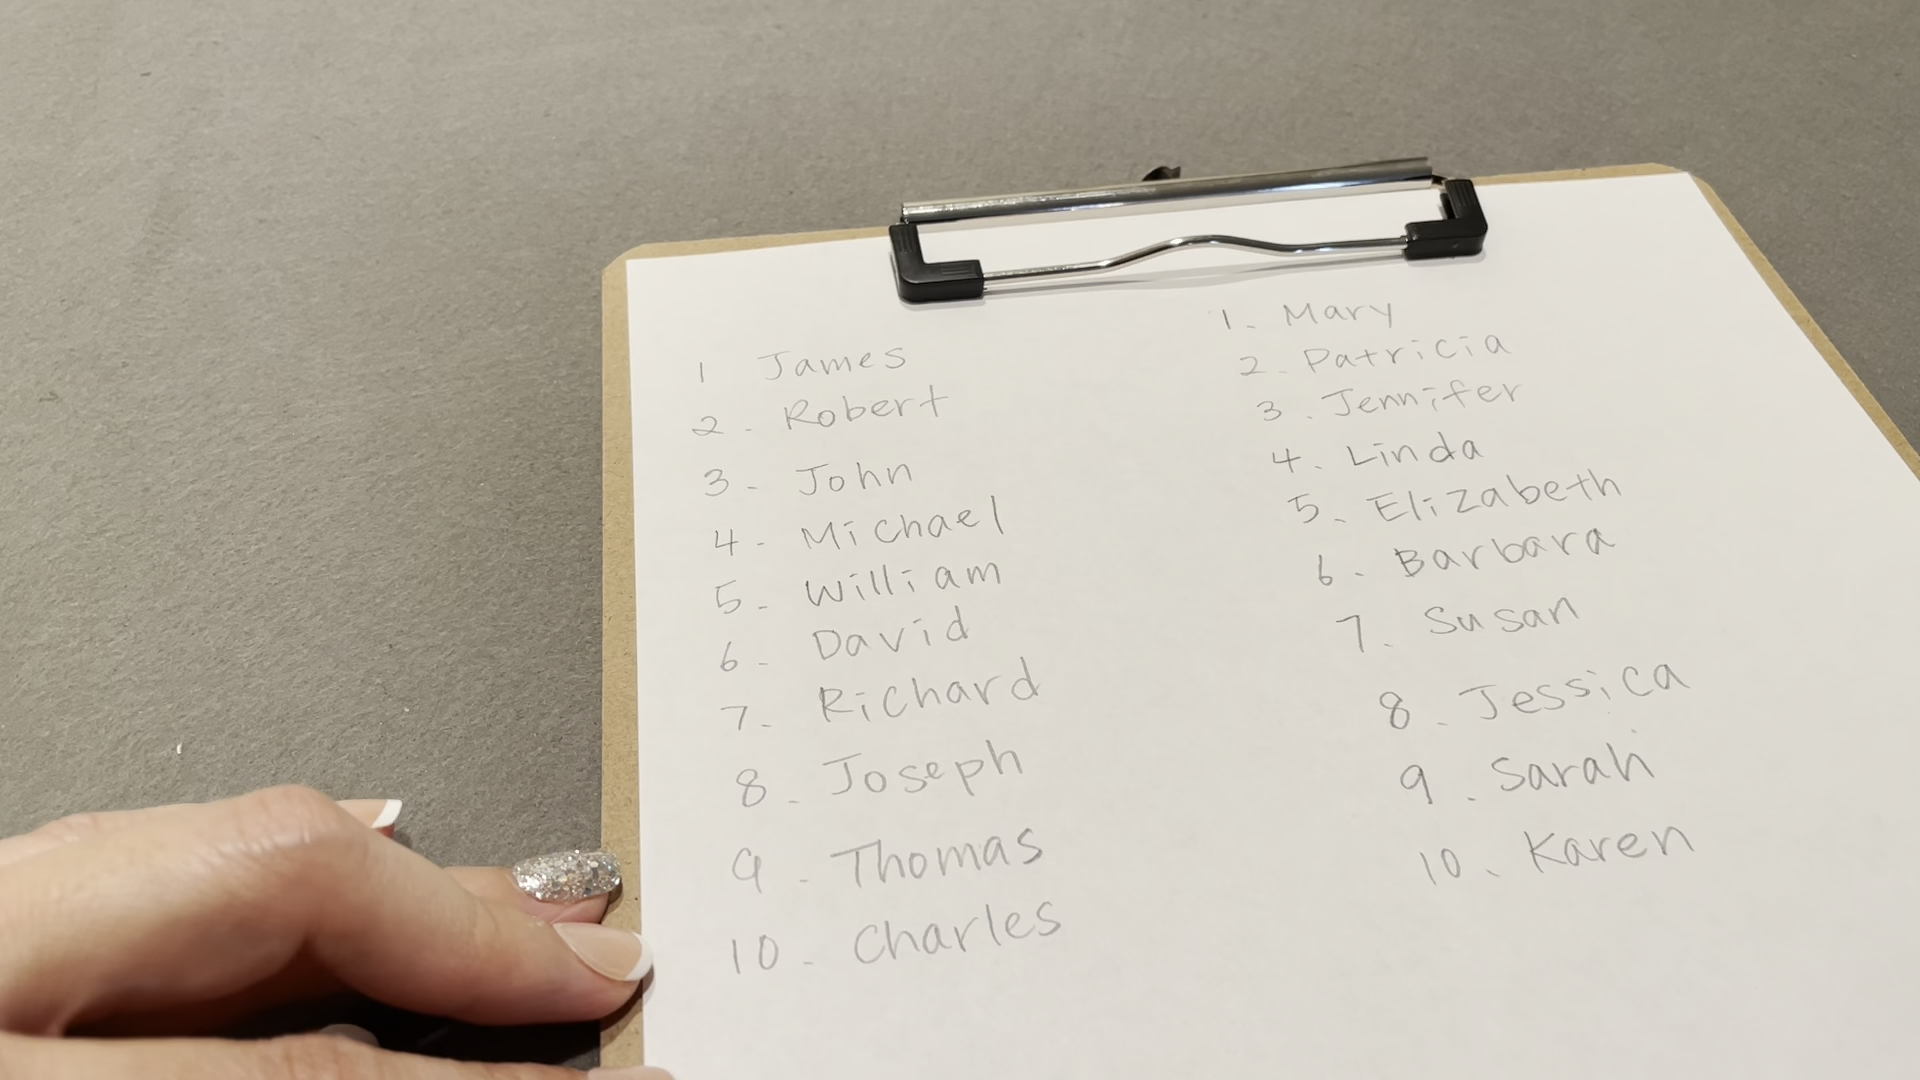 1 James
2. Robert
3. John
4. Michael
5. William
6. David
7. Richard
8. Joseph
9. Thomas
10. Charles
1. Mary
2. Patricia
3. Jennifer
4. Linda
5. Elizabeth
6. Barbara
7. Susan
8. Jessica
9. Sarah
10. Karen